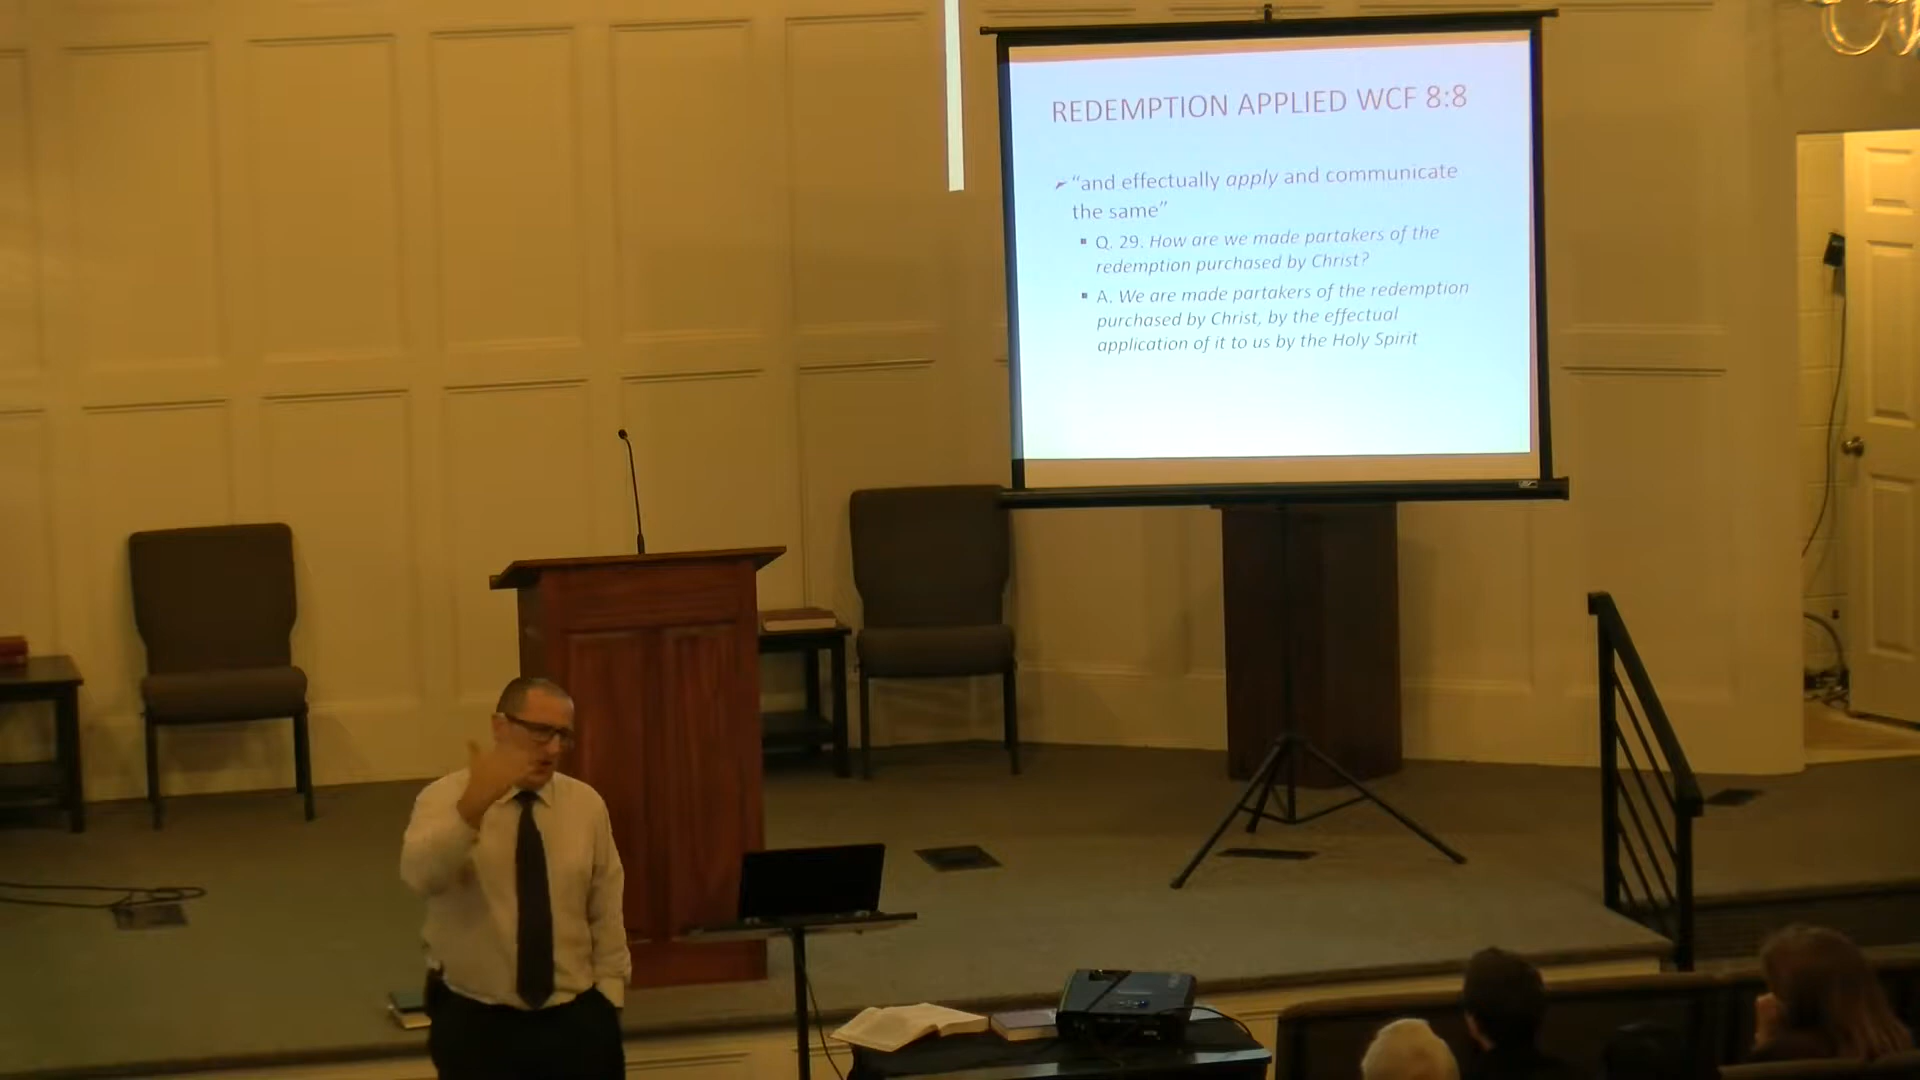 REDEMPTION APPLIED WCF 8:8
"and effectually apply and communicate
the same"
Q. 29. How are we made partakers of the
redemption purchased by Christ?
A. We are made partakers of the redemption
purchased by Christ, by the effectual
application of it to us by the Holy Spirit